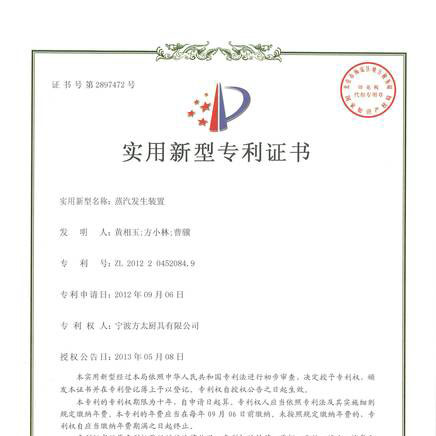 证书号第2897472号
实用新型专利证书
实用新型名称：蒸汽发生装置
发 明 人：黄相玉;方小林;曹骥
专 利 号：ZL 2012 2 0452084.9
专利申请日：2012年09月06日
专 利 权 人：宁波方太厨具有限公司
授权公告日：2013年05月08日
本实用新型经过本局依照中华人民共和国专利法进行初步审查，决定授予专利权，颁
发本证书并在专利登记簿上予以登记。专利权自授权公告之日起生效。
本专利的专利权期限为十年，自申请日起算。专利权人应当依照专利法及其实施细则
规定缴纳年费。本专利的年费应当在每年09月06日前缴纳。未按照规定缴纳年费的，专利
权自应当缴纳年费期满之日起终止。